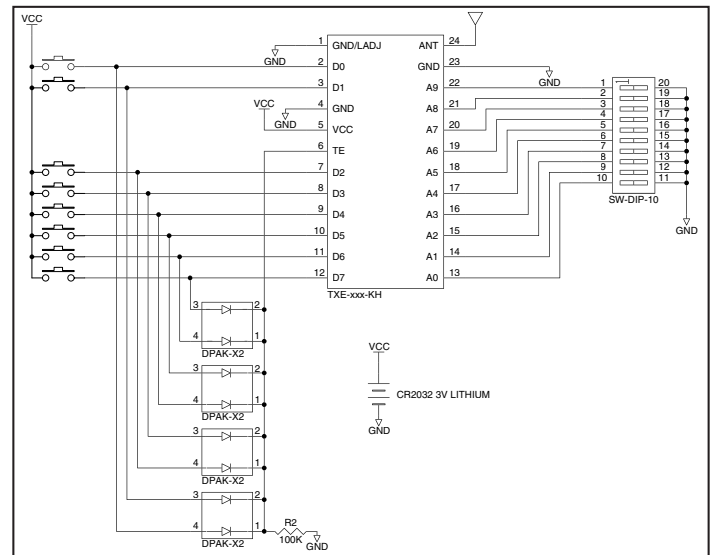 VCC
1 GND/LADJ ANT 24
GND
2 D0 GND 23
3 D1 A9 22
GND
VCC
4 GND A8 21
GND
5 VCC A7 20
6 TE A6 19
7 D2 A5 18
8 D3 A4 17
9 D4 A3 16
10 D5 A2 15
11 D6 A1 14
12 D7 A0 13
TXE-xxx-KH
1 20
2 19
3 18
4 17
5 16
6 15
7 14
8 13
9 12
10 11
SW-DIP-10
GND
3 2
4 1
DPAK-X2
3 2
4 1
DPAK-X2
3 2
4 1
DPAK-X2
3 2
4 1
DPAK-X2
R2
100K
GND
VCC
CR2032 3V LITHIUM
GND